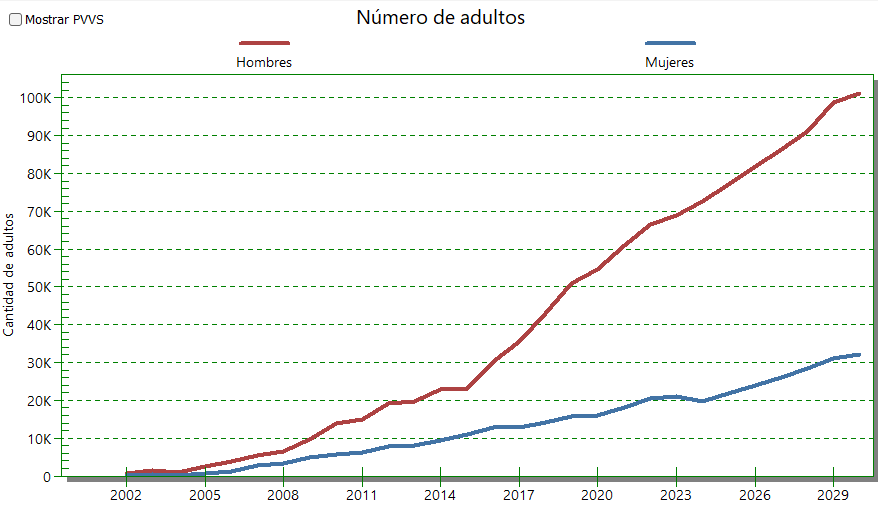 Mostrar PVVS
Número de adultos
Hombres
Mujeres
Cantidad de adultos
100K
90K
80K
70K
60K
50K
40K
30K
20K
10K
0
2002 2005 2008 2011 2014 2017 2020 2023 2026 2029